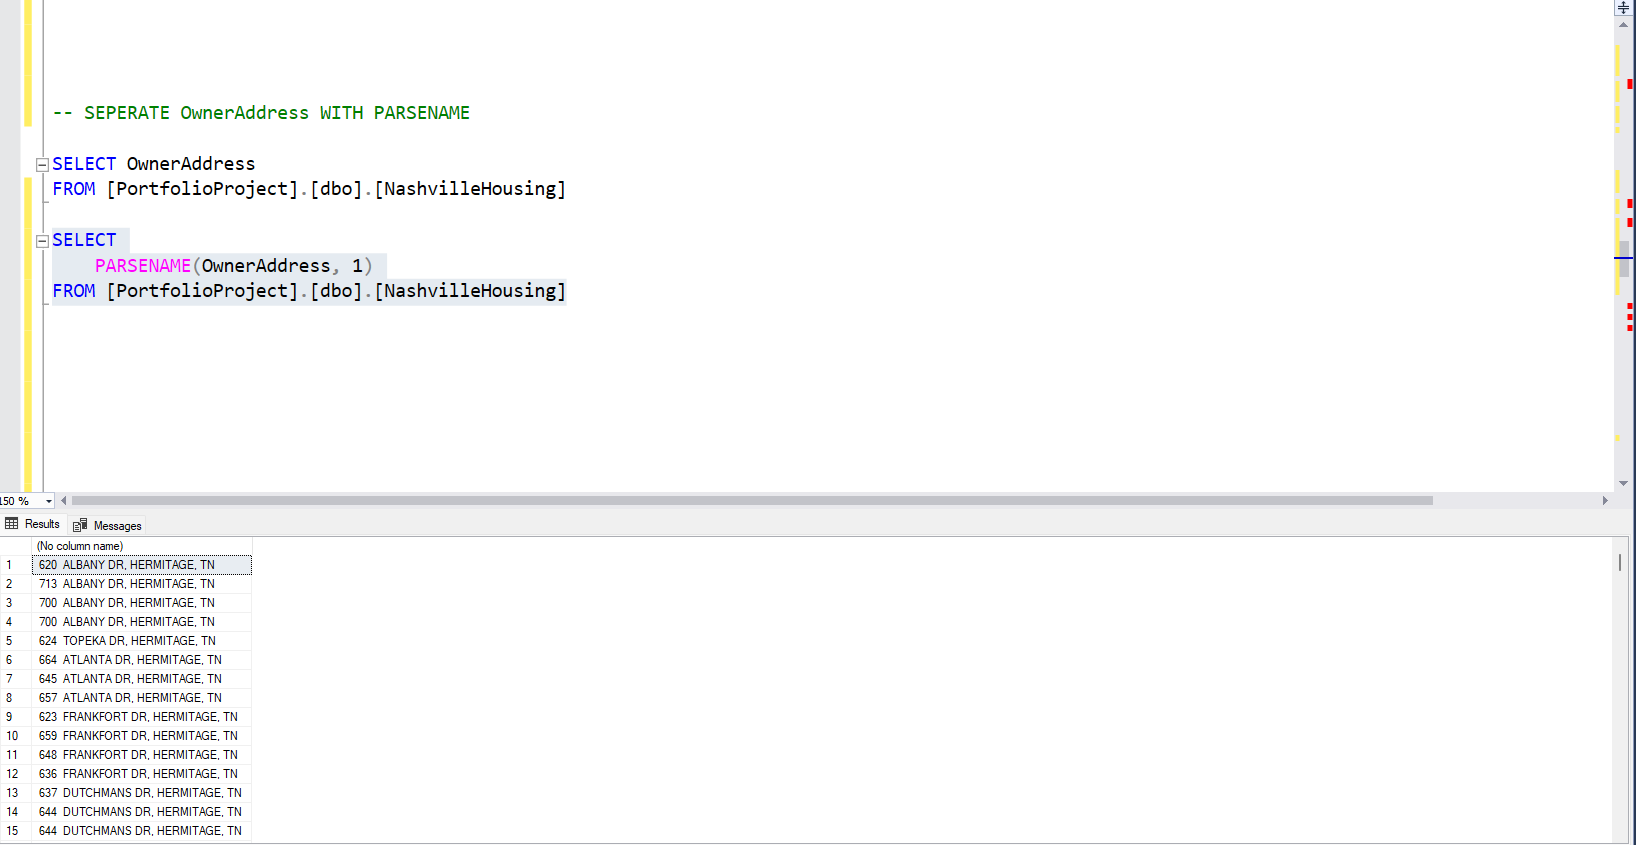 -- SEPERATE OwnerAddress WITH PARSENAME
SELECT OwnerAddress
FROM [PortfolioProject].[dbo].[NashvilleHousing]
SELECT
PARSENAME(OwnerAddress, 1)
FROM [PortfolioProject].[dbo].[NashvilleHousing]
150 %
Results Messages
(No column name)
1 620 ALBANY DR, HERMITAGE, TN
2 713 ALBANY DR, HERMITAGE, TN
3 700 ALBANY DR, HERMITAGE, TN
4 700 ALBANY DR, HERMITAGE, TN
5 624 TOPEKA DR, HERMITAGE, TN
6 664 ATLANTA DR, HERMITAGE, TN
7 645 ATLANTA DR, HERMITAGE, TN
8 657 ATLANTA DR, HERMITAGE, TN
9 623 FRANKFORT DR, HERMITAGE, TN
10 659 FRANKFORT DR, HERMITAGE, TN
11 648 FRANKFORT DR, HERMITAGE, TN
12 636 FRANKFORT DR, HERMITAGE, TN
13 637 DUTCHMANS DR, HERMITAGE, TN
14 644 DUTCHMANS DR, HERMITAGE, TN
15 644 DUTCHMANS DR, HERMITAGE, TN